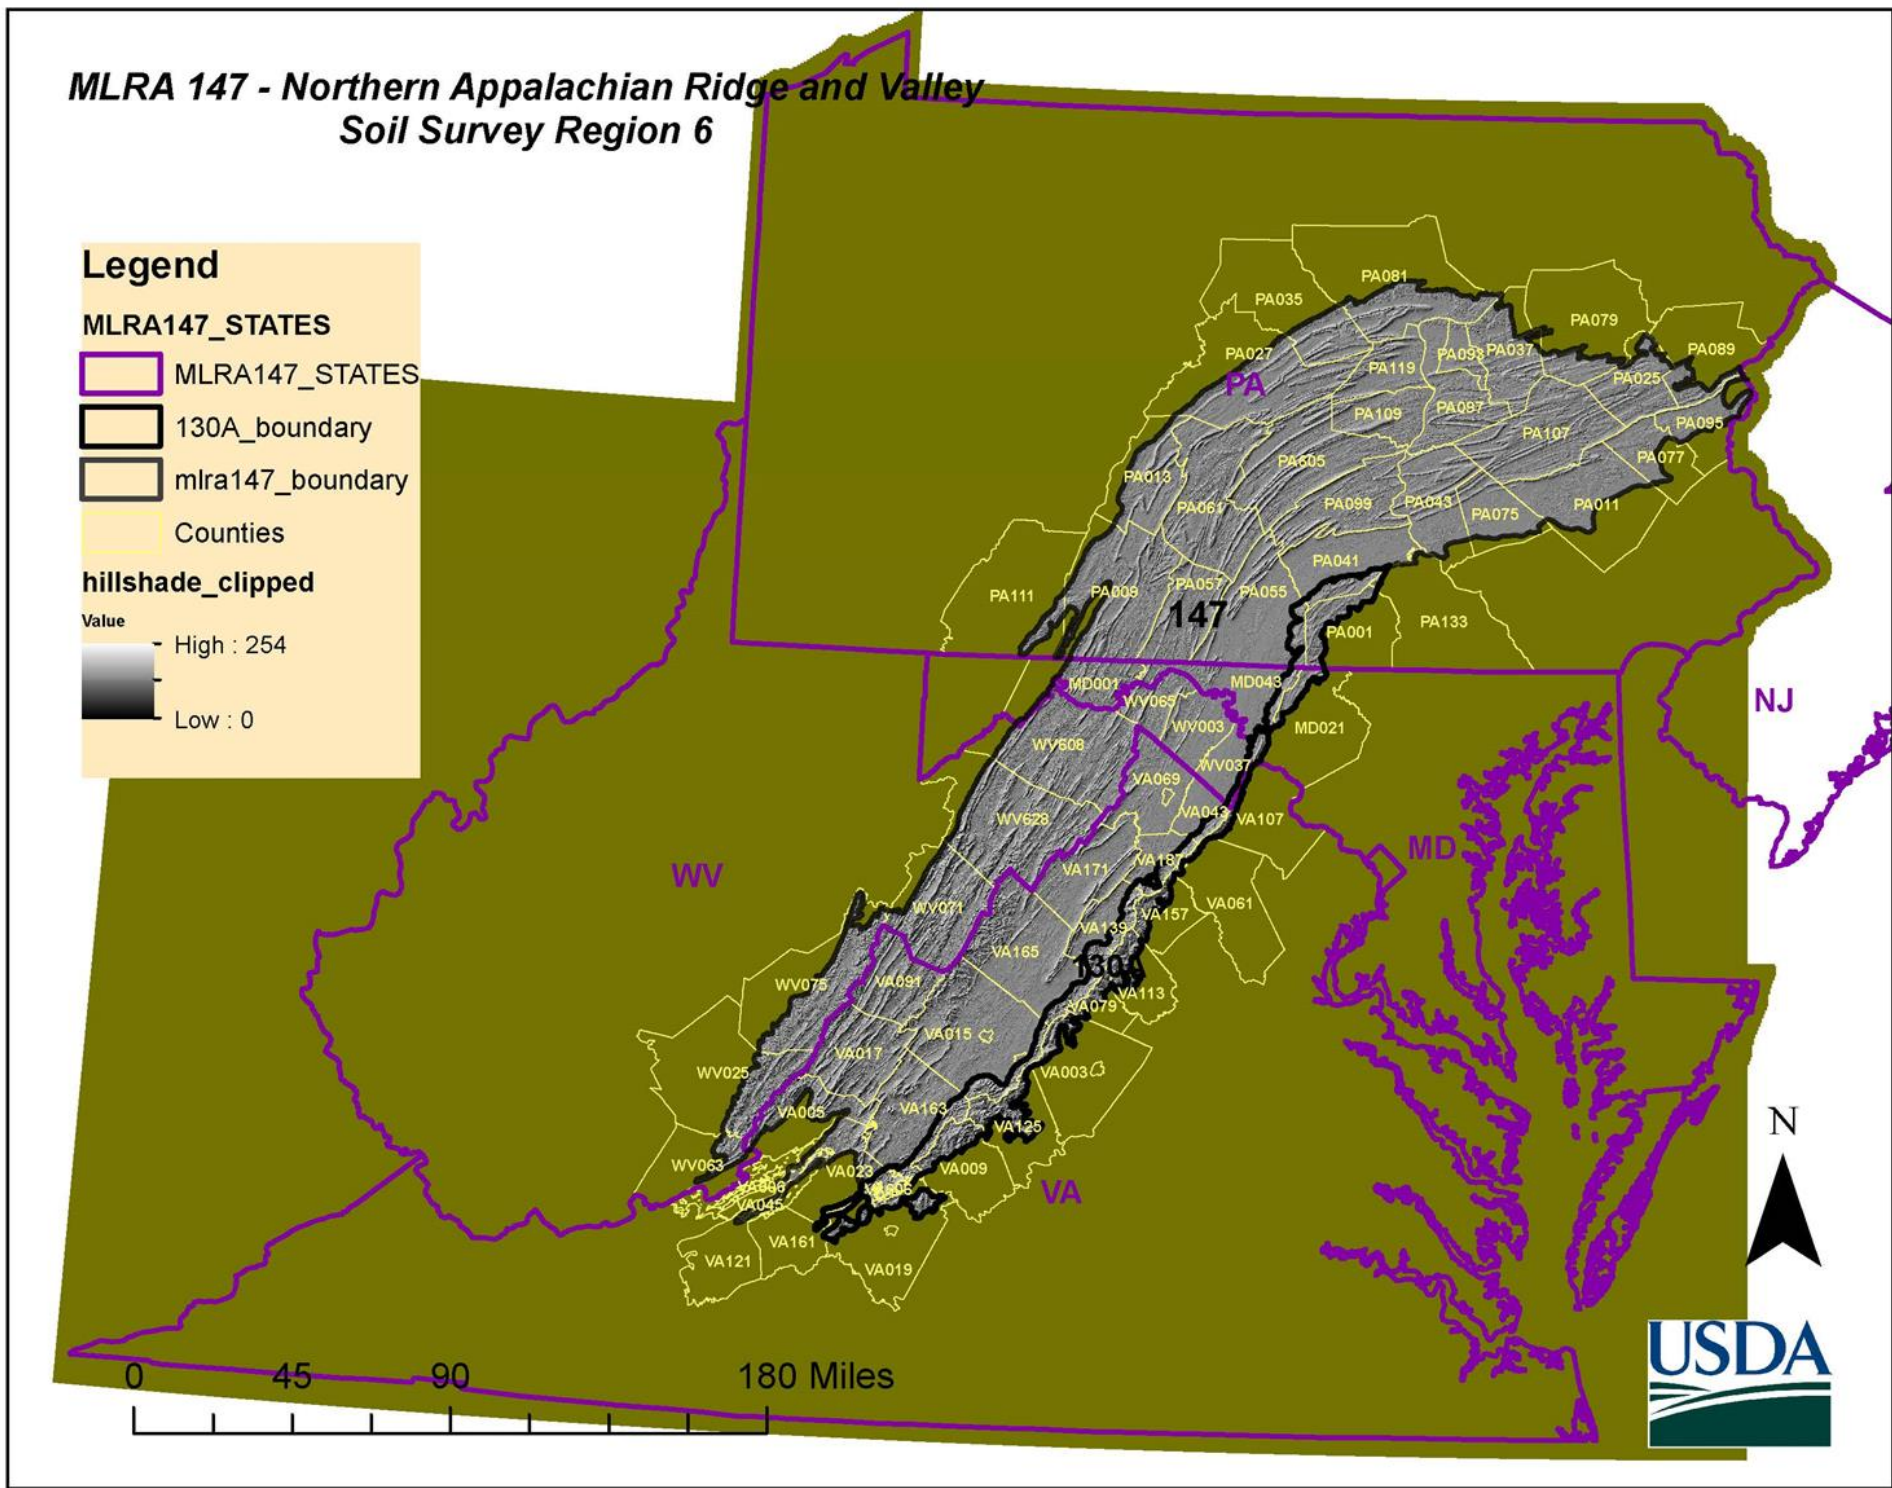 MLRA 147 - Northern Appalachian Ridge and Valley
Soil Survey Region 6
Legend
MLRA147_STATES
MLRA147_STATES
130A_boundary
mlra147_boundary
Counties
hillshade_clipped
Value
High : 254
Low : 0
PA081
PA035
PA079
PA027
PA093
PA037
PA089
PA119
PA025
PA
PA109
PA087
PA095
PA107
PA605
PA077
PA013
PA061
PA099
PA043
PA075
PA011
PA041
PA111
PA009
PA057
PA055
147
PA001
PA133
MD001
MD043
WV065
NJ
WV003
MD021
WV608
WV037
VA069
VA043
VA107
WV628
MD
VA187
VA171
WV
VA061
WV071
VA157
VA139
VA165
130A
WV075
VA091
VA113
VA079
VA015
VA017
WV025
VA003
VA005
VA163
VA125
N
WV063
VA023
VA009
VA
VA045
VA161
VA121
VA019
0
45
90
180 Miles
USDA